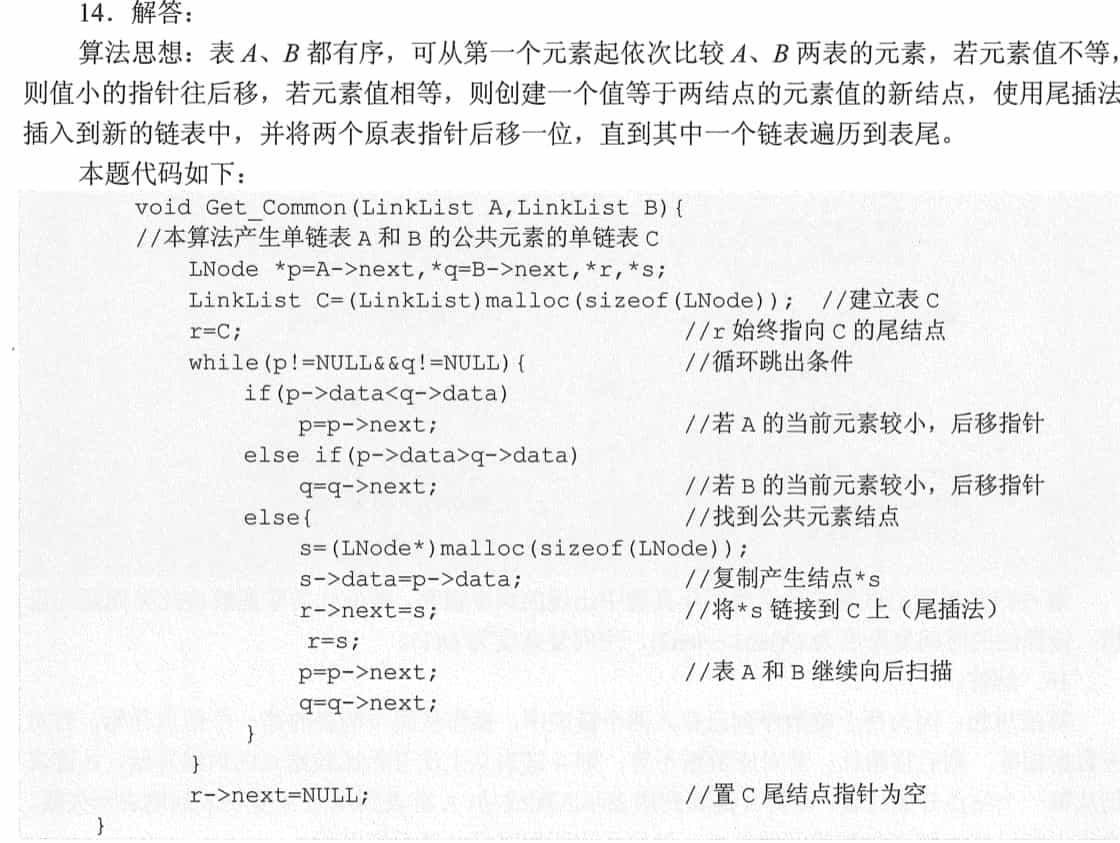 14．解答：
算法思想：表 A、B 都有序，可从第一个元素起依次比较 A、B 两表的元素，若元素值不等，
则值小的指针往后移，若元素值相等，则创建一个值等于两结点的元素值的新结点，使用尾插法
插入到新的链表中，并将两个原表指针后移一位，直到其中一个链表遍历到表尾。
本题代码如下：
void Get_Common(LinkList A,LinkList B){
//本算法产生单链表 A 和 B 的公共元素的单链表 C
LNode *p=A->next,*q=B->next,*r,*s;
LinkList C=(LinkList)malloc(sizeof(LNode)); //建立表 C
r=C; //r 始终指向 C 的尾结点
while(p!=NULL&&q!=NULL){ //循环跳出条件
if(p->data<q->data)
p=p->next; //若 A 的当前元素较小，后移指针
else if(p->data>q->data)
q=q->next; //若 B 的当前元素较小，后移指针
else{ //找到公共元素结点
s=(LNode*)malloc(sizeof(LNode));
s->data=p->data; //复制产生结点*s
r->next=s; //将*s 链接到 C 上（尾插法）
r=s;
p=p->next; //表 A 和 B 继续向后扫描
q=q->next;
}
}
r->next=NULL; //置 C 尾结点指针为空
}